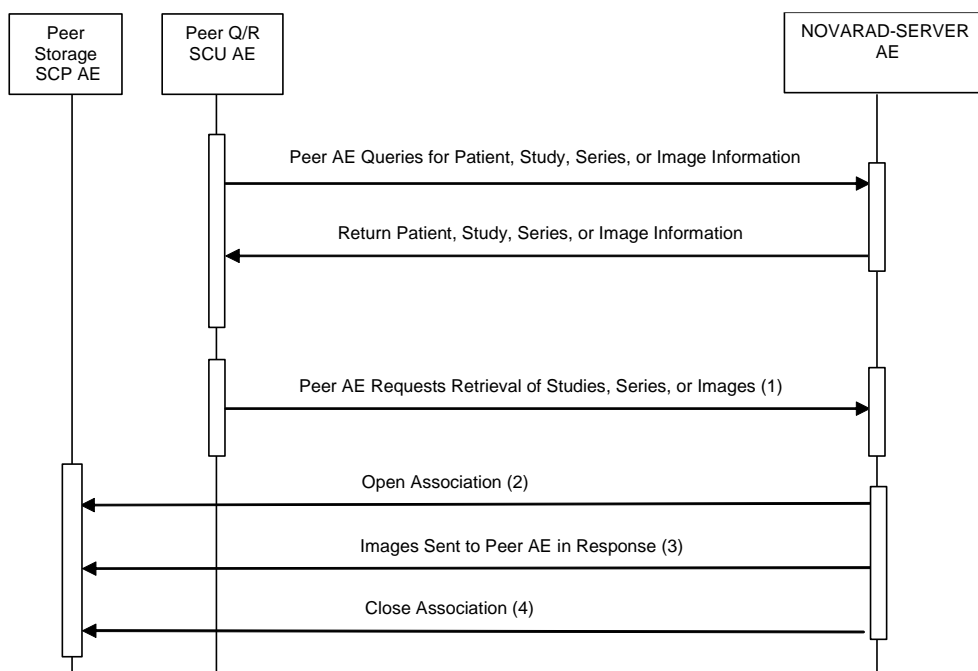 Peer
Storage
SCP AE
Peer Q/R
SCU AE
NOVARAD-SERVER
AE
Peer AE Queries for Patient, Study, Series, or Image Information
Return Patient, Study, Series, or Image Information
Peer AE Requests Retrieval of Studies, Series, or Images (1)
Open Association (2)
Images Sent to Peer AE in Response (3)
Close Association (4)